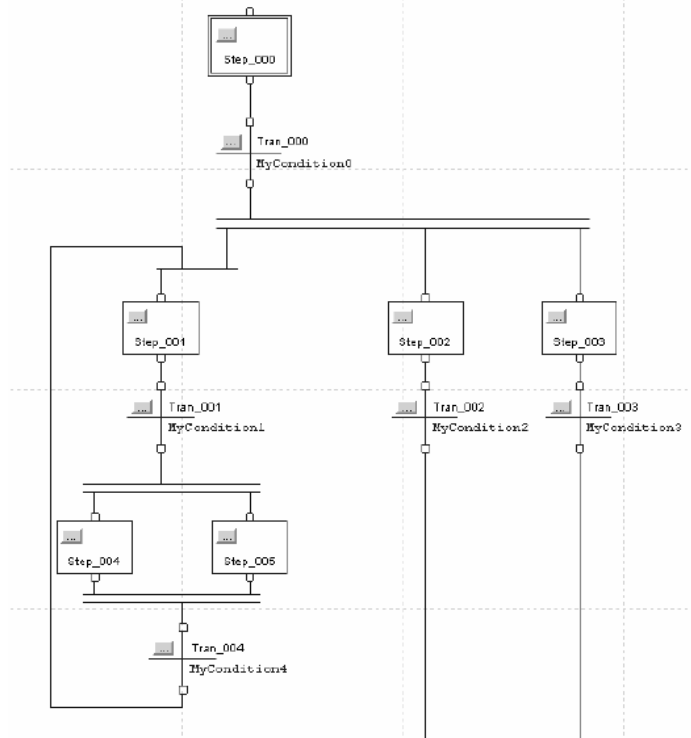 ...
Step_000
... Tran_000
MyCondition0
... ... ...
Step_001 Step_002 Step_003
... Tran_001 ... Tran_002 ... Tran_003
MyCondition1 MyCondition2 MyCondition3
... ...
Step_004 Step_005
... Tran_004
MyCondition4